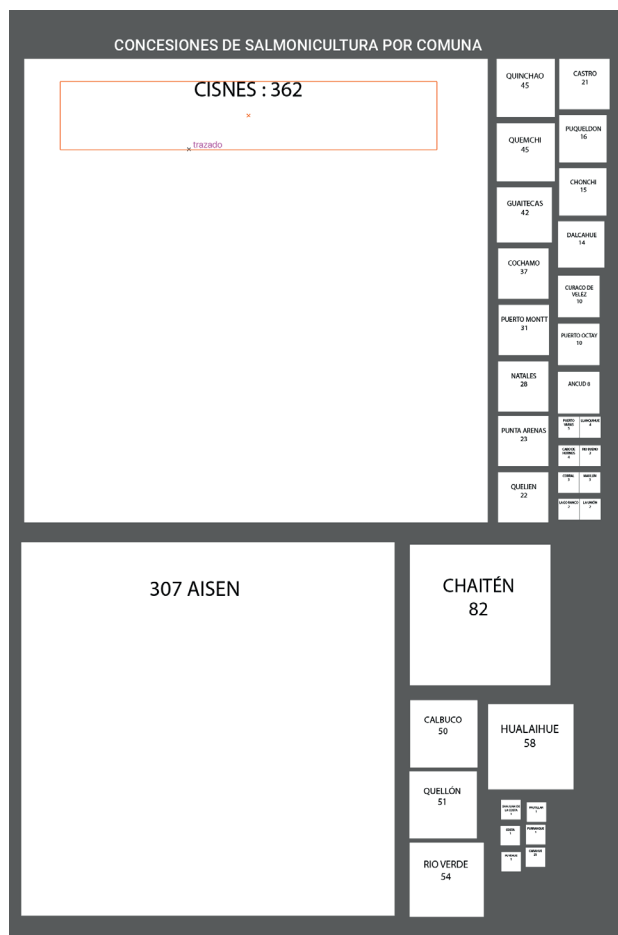 CONCESIONES DE SALMONICULTURA POR COMUNA
CISNES : 362
trazado
QUINCHAO
45
CASTRO
21
QUEMCHI
45
PUQUELDON
16
CHONCHI
15
GUAITECAS
42
DALCAHUE
14
COCHAMO
37
CURACO DE
VELEZ
10
PUERTO MONTT
31
PUERTO OCTAY
10
NATALES
28
ANCUD 6
PUNTA ARENAS
23
QUELIEN
22
307 AISEN
CHAITÉN
82
CALBUCO
50
HUALAIHUE
58
QUELLÓN
51
RIO VERDE
54